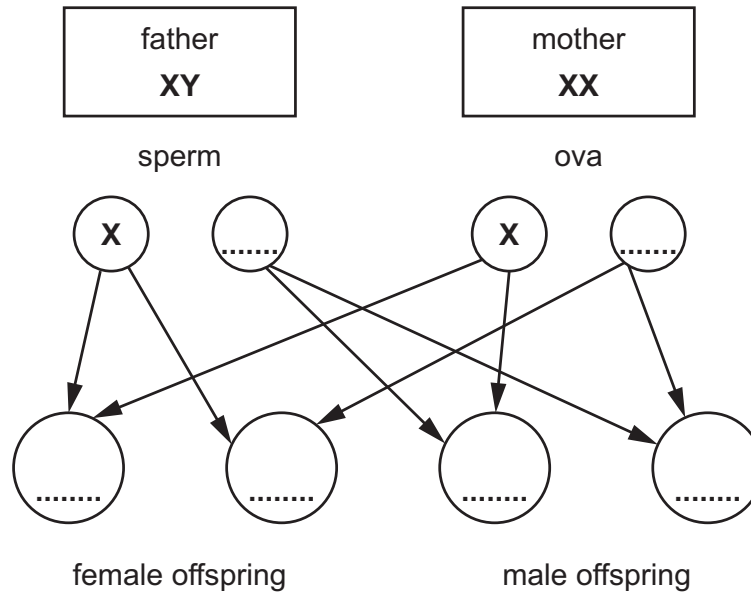 father
XY
mother
XX
sperm
ova
X
.......
X
.......
........
........
........
........
female offspring
male offspring